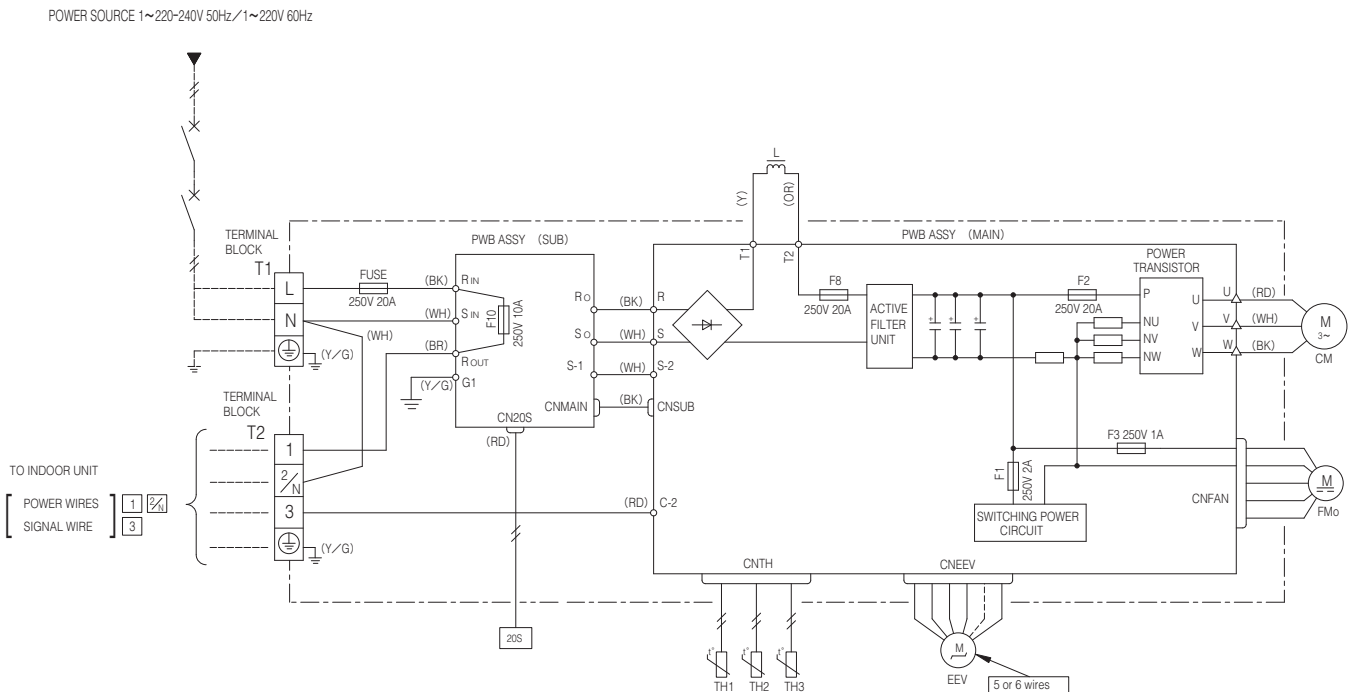 POWER SOURCE 1~220-240V 50Hz/1~220V 60Hz
TERMINAL
BLOCK
T1
L
N
(Y/G)
FUSE
250V 20A
(BK)
(WH)
(WH)
(BR)
(Y/G)
PWB ASSY (SUB)
R IN
S IN
R OUT
G1
F10
250V 10A
RO
SO
S-1
CNMAIN
CN20S
(RD)
20S
(BK)
(WH)
(WH)
(BK)
L
(Y)
(OR)
T1
T2
PWB ASSY (MAIN)
R
S
S-2
CNSUB
C-2
(RD)
F8
250V 20A
ACTIVE
FILTER
UNIT
+
+
+
F2
250V 20A
POWER
TRANSISTOR
P
NU
NV
NW
U
V
W
U
V
W
(RD)
(WH)
(BK)
M
3~
CM
F3 250V 1A
F1
250V 2A
SWITCHING POWER
CIRCUIT
CNFAN
M
FMo
TERMINAL
BLOCK
T2
1
2/N
3
(Y/G)
TO INDOOR UNIT
POWER WIRES 1 2/N
SIGNAL WIRE 3
CNTH
t°
t°
t°
TH1
TH2
TH3
CNEEV
M
EEV
5 or 6 wires